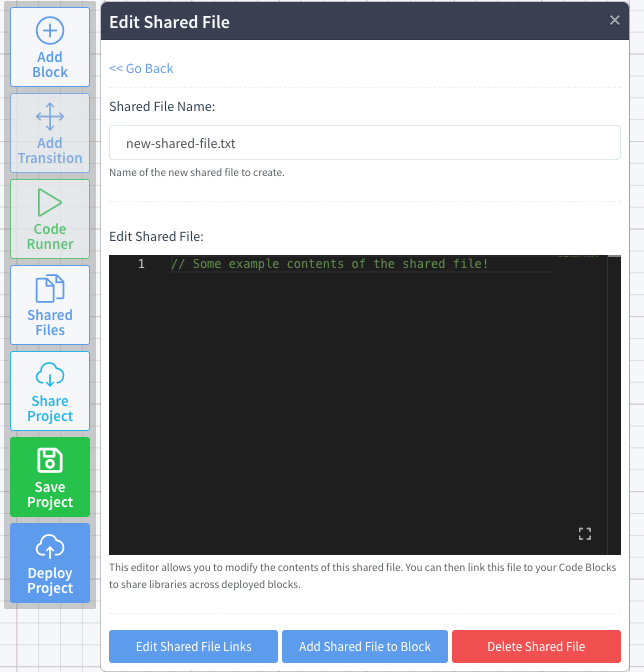 Add
Block
Add
Transition
Code
Runner
Shared
Files
Share
Project
Save
Project
Deploy
Project
Edit Shared File
×
<< Go Back
Shared File Name:
new-shared-file.txt
Name of the new shared file to create.
Edit Shared File:
1 // Some example contents of the shared file!
This editor allows you to modify the contents of this shared file. You can then link this file to your Code Blocks
to share libraries across deployed blocks.
Edit Shared File Links
Add Shared File to Block
Delete Shared File